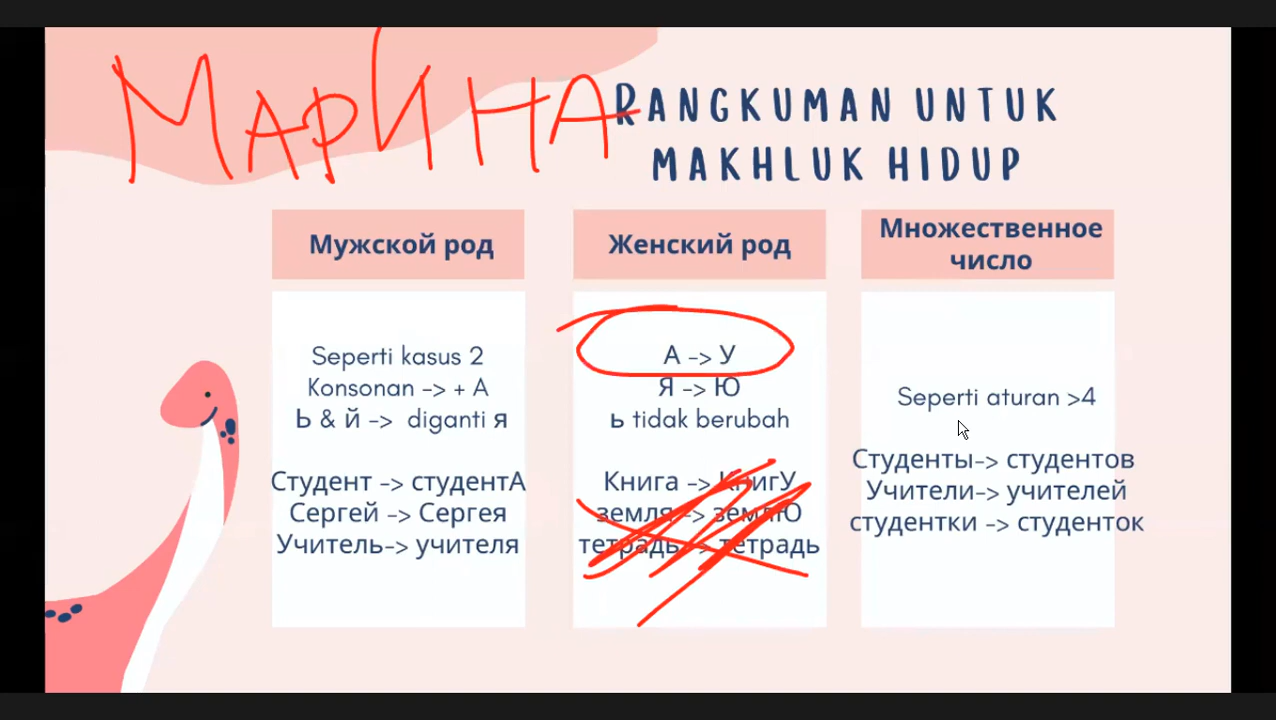 МАРИНА
RANGKUMAN UNTUK
MAKHLUK HIDUP
Мужской род
Seperti kasus 2
Konsonan -> + А
Ь & й -> diganti я
Студент -> студентА
Сергей -> Сергея
Учитель-> учителя
Женский род
А -> У
Я -> Ю
ь tidak berubah
Книга -> КнигУ
земля -> землЮ
тетрадь -> тетрадь
Множественное
число
Seperti aturan >4
Студенты-> студентов
Учители-> учителей
студентки -> студенток